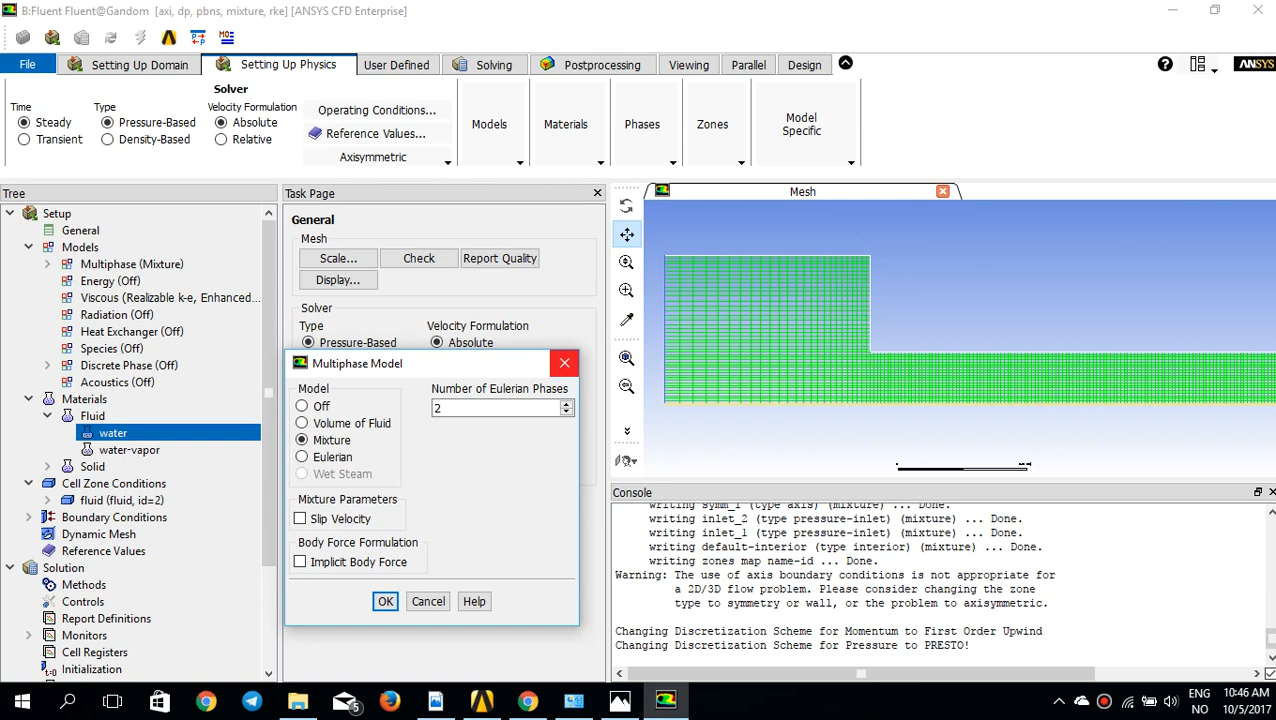 B:Fluent Fluent@Gandom [axi, dp, pbns, mixture, rke] [ANSYS CFD Enterprise]
File
Setting Up Domain
Setting Up Physics
User Defined
Solving
Postprocessing
Viewing
Parallel
Design
ANSYS
Solver
Time
Steady
Transient
Type
Pressure-Based
Density-Based
Velocity Formulation
Absolute
Relative
Operating Conditions...
Reference Values...
Axisymmetric
Models
Materials
Phases
Zones
Model
Specific
Tree
Setup
General
Models
Multiphase (Mixture)
Energy (Off)
Viscous (Realizable k-e, Enhanced...
Radiation (Off)
Heat Exchanger (Off)
Species (Off)
Discrete Phase (Off)
Acoustics (Off)
Materials
Fluid
water
water-vapor
Solid
Cell Zone Conditions
fluid (fluid, id=2)
Boundary Conditions
Dynamic Mesh
Reference Values
Solution
Methods
Controls
Report Definitions
Monitors
Cell Registers
Initialization
Task Page
General
Mesh
Scale...
Check
Report Quality
Display...
Solver
Type
Velocity Formulation
Pressure-Based
Absolute
Multiphase Model
Model
Off
Volume of Fluid
Mixture
Eulerian
Wet Steam
Number of Eulerian Phases
2
Mixture Parameters
Slip Velocity
Body Force Formulation
Implicit Body Force
OK
Cancel
Help
Mesh
Console
writing symm_1 (type axis) (mixture) ... Done.
writing inlet_2 (type pressure-inlet) (mixture) ... Done.
writing inlet_1 (type pressure-inlet) (mixture) ... Done.
writing default-interior (type interior) (mixture) ... Done.
writing zones map name-id ... Done.
Warning: The use of axis boundary conditions is not appropriate for
a 2D/3D flow problem. Please consider changing the zone
type to symmetry or wall, or the problem to axisymmetric.
Changing Discretization Scheme for Momentum to First Order Upwind
Changing Discretization Scheme for Pressure to PRESTO!
5
ENG
NO
10:46 AM
10/5/2017